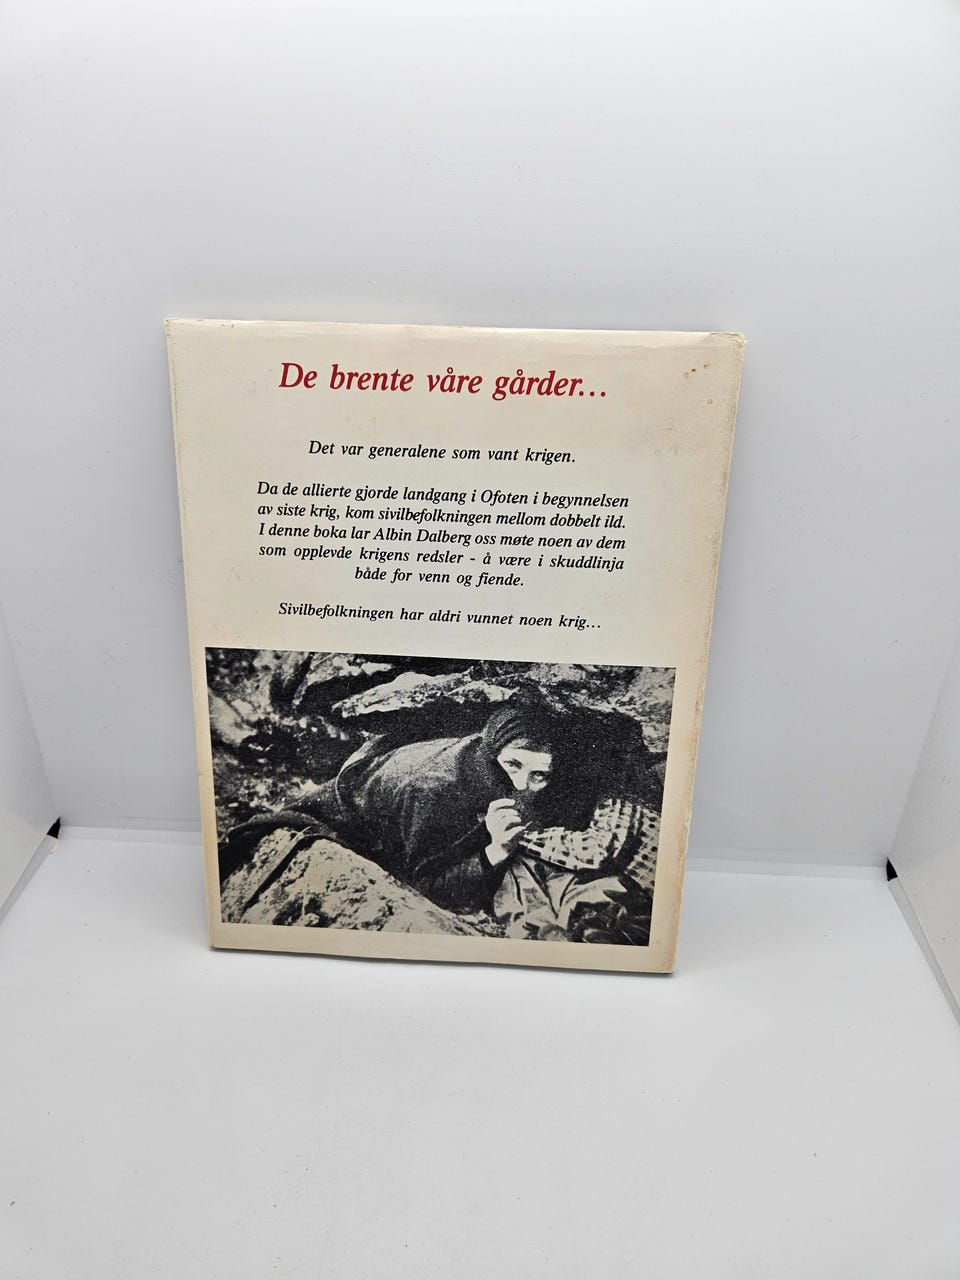 De brente våre gårder...
Det var generalene som vant krigen.
Da de allierte gjorde landgang i Ofoten i begynnelsen
av siste krig, kom sivilbefolkningen mellom dobbelt ild.
I denne boka lar Albin Dalberg oss møte noen av dem
som opplevde krigens redsler - å være i skuddlinja
både for venn og fiende.
Sivilbefolkningen har aldri vunnet noen krig...